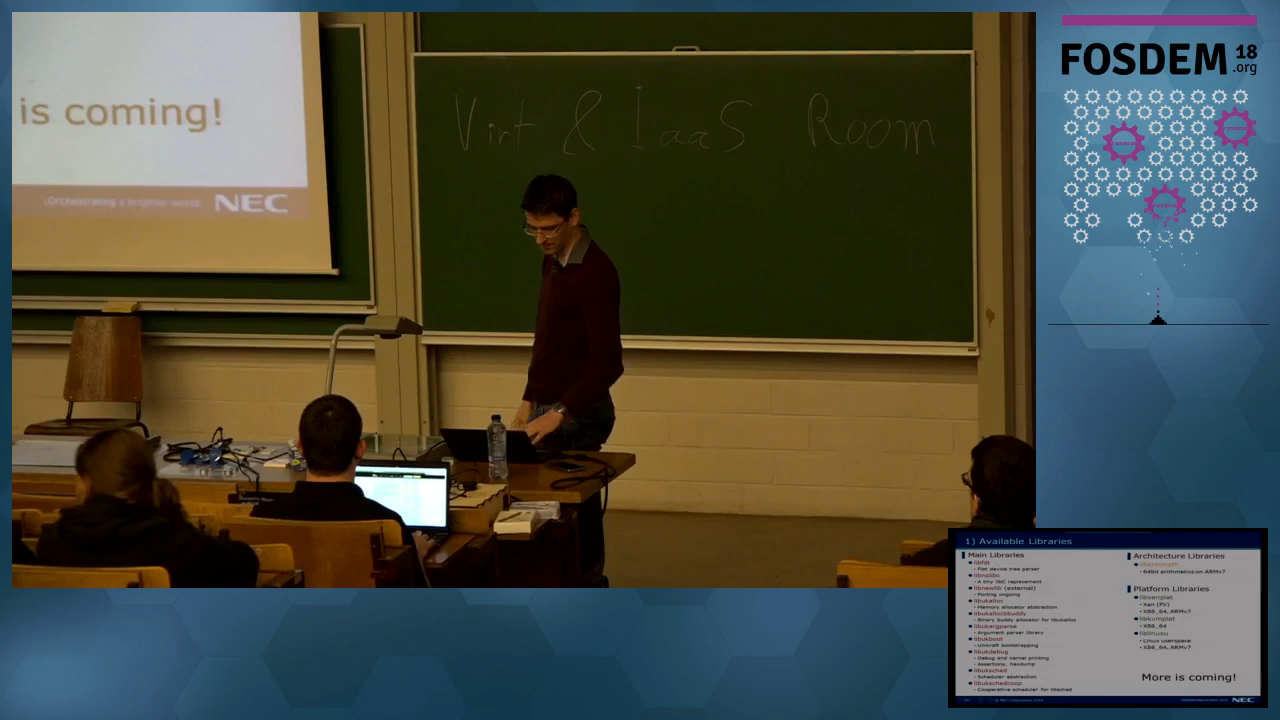 is coming!
Orchestrating a brighter world
NEC
Virt & IaaS Room
FOSDEM 18
.org
1) Available Libraries
Main Libraries
libfdt
- Flat device tree parser
libnolibc
- A tiny libC replacement
libnewlib (external)
- Porting ongoing
libukalloc
- Memory allocator abstraction
libukallocbbuddy
- Binary buddy allocator for libukalloc
libukargparse
- Argument parser library
libukboot
- Unikraft bootstrapping
libukdebug
- Debug and kernel printing
- Assertions, hexdump
libuksched
- Scheduler abstraction
libukschedcoop
- Cooperative scheduler for libsched
Architecture Libraries
libarmmath
- 64bit arithmetics on ARMv7
Platform Libraries
libxenplat
- Xen (PV)
- X86_64, ARMv7
libkvmplat
- X86_64
liblinuxu
- Linux userspace
- X86_64, ARMv7
More is coming!
NEC